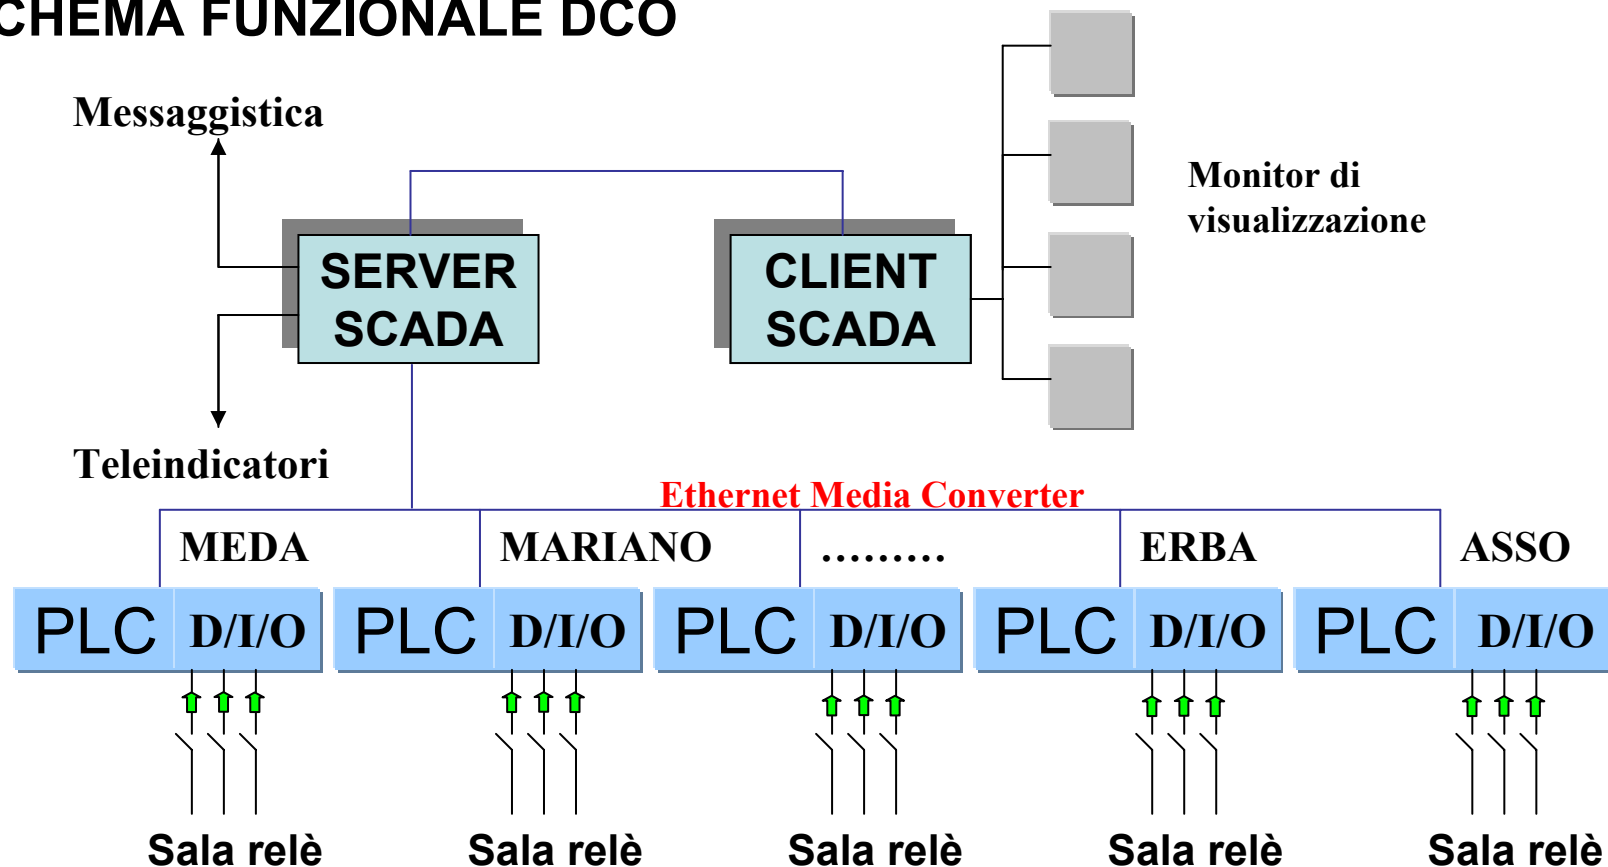 CHEMA FUNZIONALE DCO
Messaggistica
Monitor di
visualizzazione
SERVER
SCADA
CLIENT
SCADA
Teleindicatori
Ethernet Media Converter
MEDA MARIANO ......... ERBA ASSO
PLC D/I/O PLC D/I/O PLC D/I/O PLC D/I/O PLC D/I/O
Sala relè Sala relè Sala relè Sala relè Sala relè